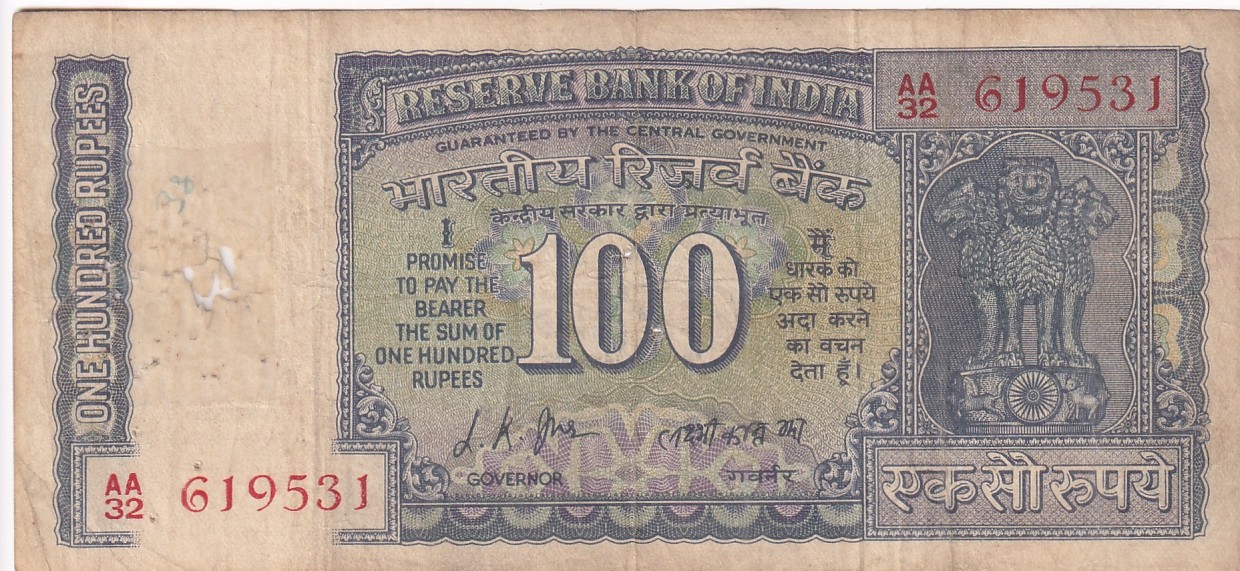 ONE HUNDRED RUPEES
RESERVE BANK OF INDIA
AA
32 619531
GUARANTEED BY THE CENTRAL GOVERNMENT
भारतीय रिज़र्व बैंक
केन्द्रीय सरकार द्वारा प्रत्याभूत
I
PROMISE
TO PAY THE
BEARER
THE SUM OF
ONE HUNDRED
RUPEES
100
मैं
धारक को
एक सौ रुपये
अदा करने
का वचन
देता हूँ।
L. K. Jha
GOVERNOR
गवर्नर
AA
32 619531
एक सौ रुपये